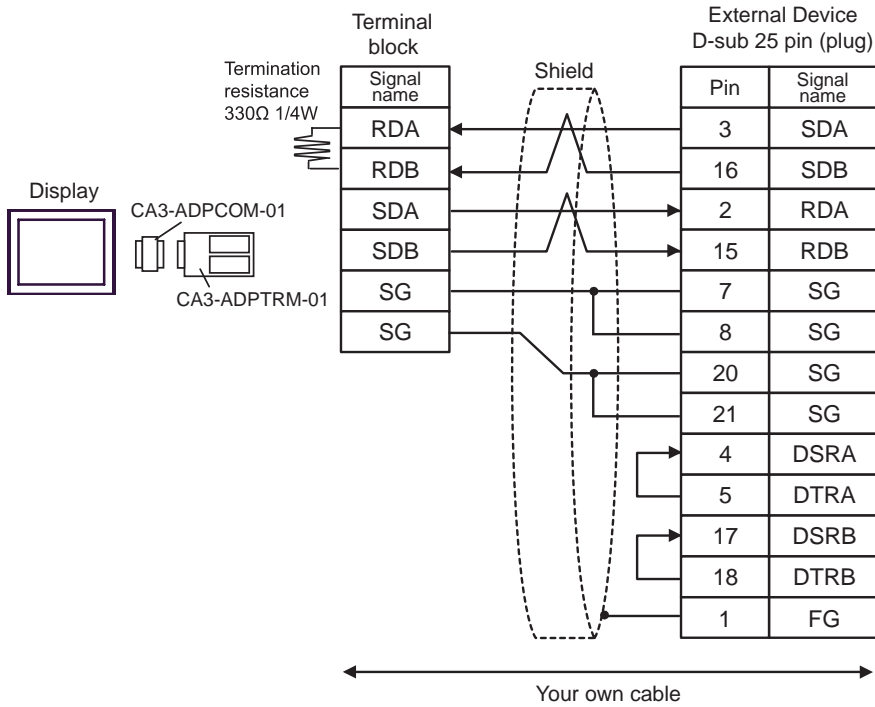 Terminal
block
External Device
D-sub 25 pin (plug)
Termination
resistance
330Ω 1/4W
Shield
Signal
name
Pin
Signal
name
RDA
3
SDA
RDB
16
SDB
Display
CA3-ADPCOM-01
SDA
2
RDA
SDB
15
RDB
CA3-ADPTRM-01
SG
7
SG
SG
8
SG
20
SG
21
SG
4
DSRA
5
DTRA
17
DSRB
18
DTRB
1
FG
Your own cable